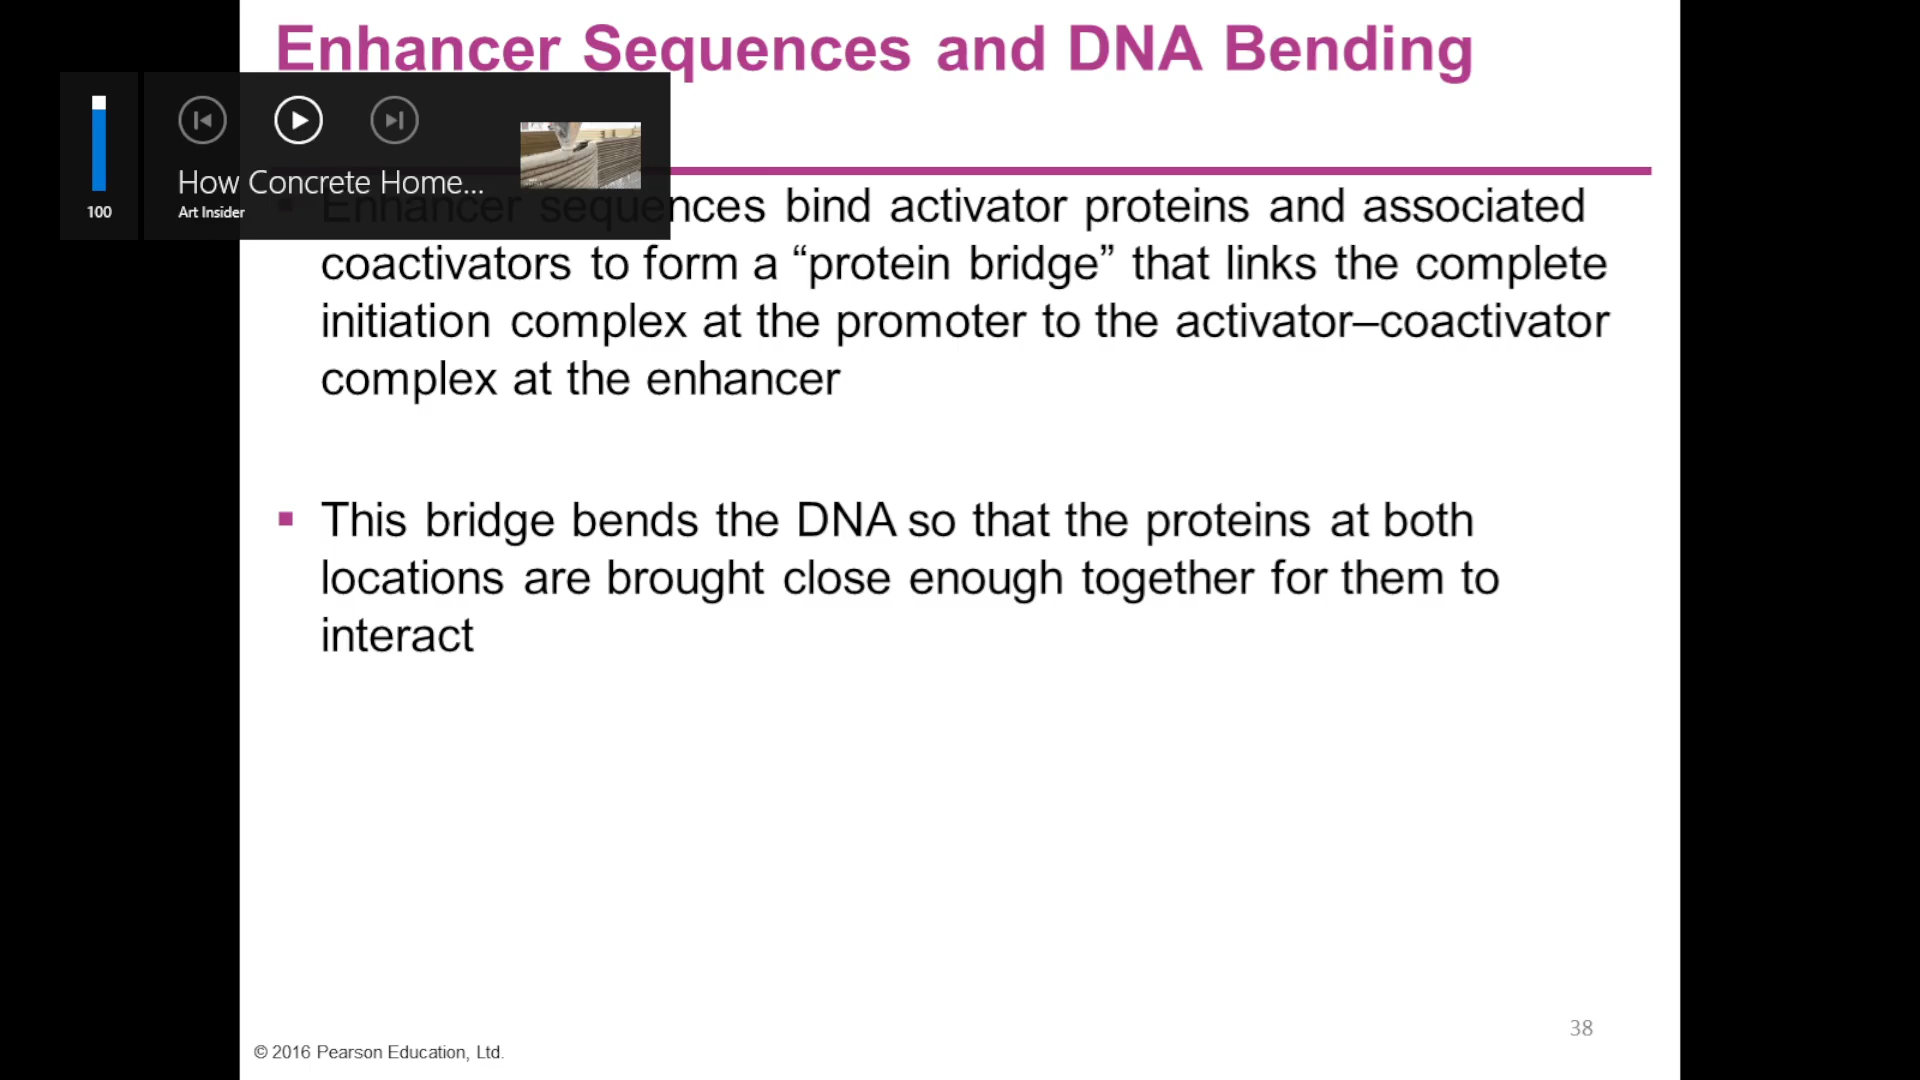 Enhancer Sequences and DNA Bending
How Concrete Home...
100
Art Insider
Enhancer sequences bind activator proteins and associated
coactivators to form a “protein bridge” that links the complete
initiation complex at the promoter to the activator–coactivator
complex at the enhancer
This bridge bends the DNA so that the proteins at both
locations are brought close enough together for them to
interact
38
© 2016 Pearson Education, Ltd.